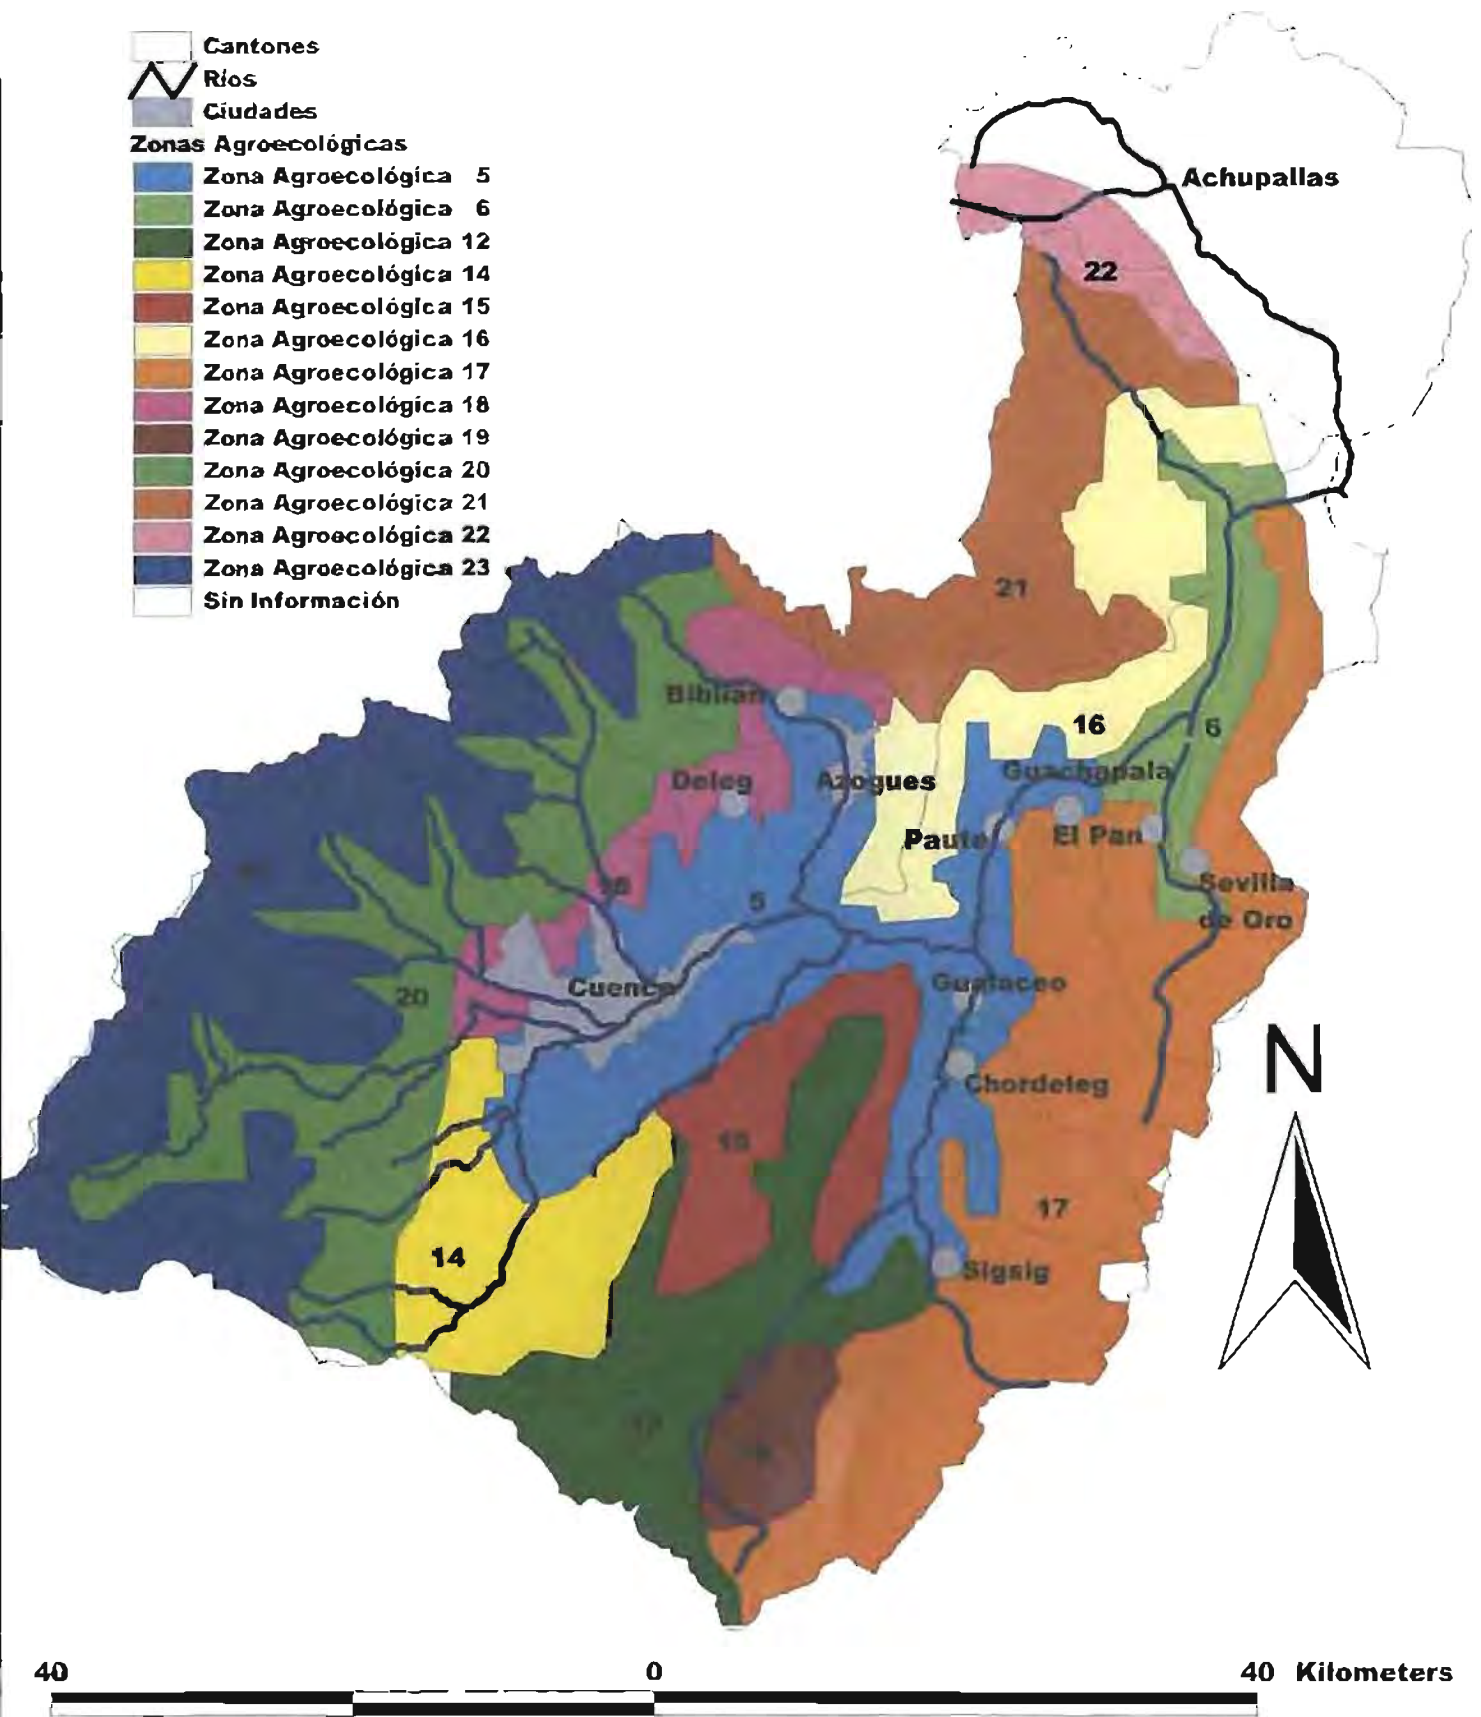 Cantones
Ríos
Ciudades
Zonas Agroecológicas
Zona Agroecológica 5
Zona Agroecológica 6
Zona Agroecológica 12
Zona Agroecológica 14
Zona Agroecológica 15
Zona Agroecológica 16
Zona Agroecológica 17
Zona Agroecológica 18
Zona Agroecológica 19
Zona Agroecológica 20
Zona Agroecológica 21
Zona Agroecológica 22
Zona Agroecológica 23
Sin Información
Achupallas
22
21
Biblian
16
6
Deleg
Azogues
Guachapala
Paute
El Pan
5
Sevilla
de Oro
20
Cuenca
Gualaceo
Chordeleg
15
17
14
Sigsig
12
N
40
0
40 Kilometers